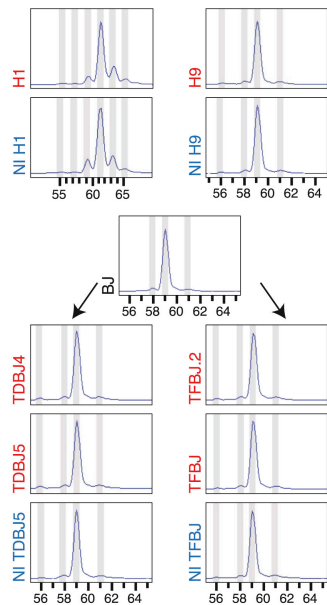 H1
H9
NI H1
NI H9
55 60 65
56 58 60 62 64
BJ
56 58 60 62 64
TDBJ4
TFBJ.2
TDBJ5
TFBJ
NI TDBJ5
NI TFBJ
56 58 60 62 64
56 58 60 62 64